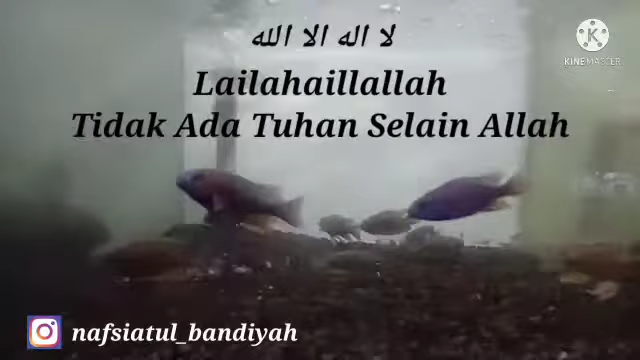 لا اله الا الله
Lailahaillallah
Tidak Ada Tuhan Selain Allah
KINEMASTER
nafsiatul_bandiyah